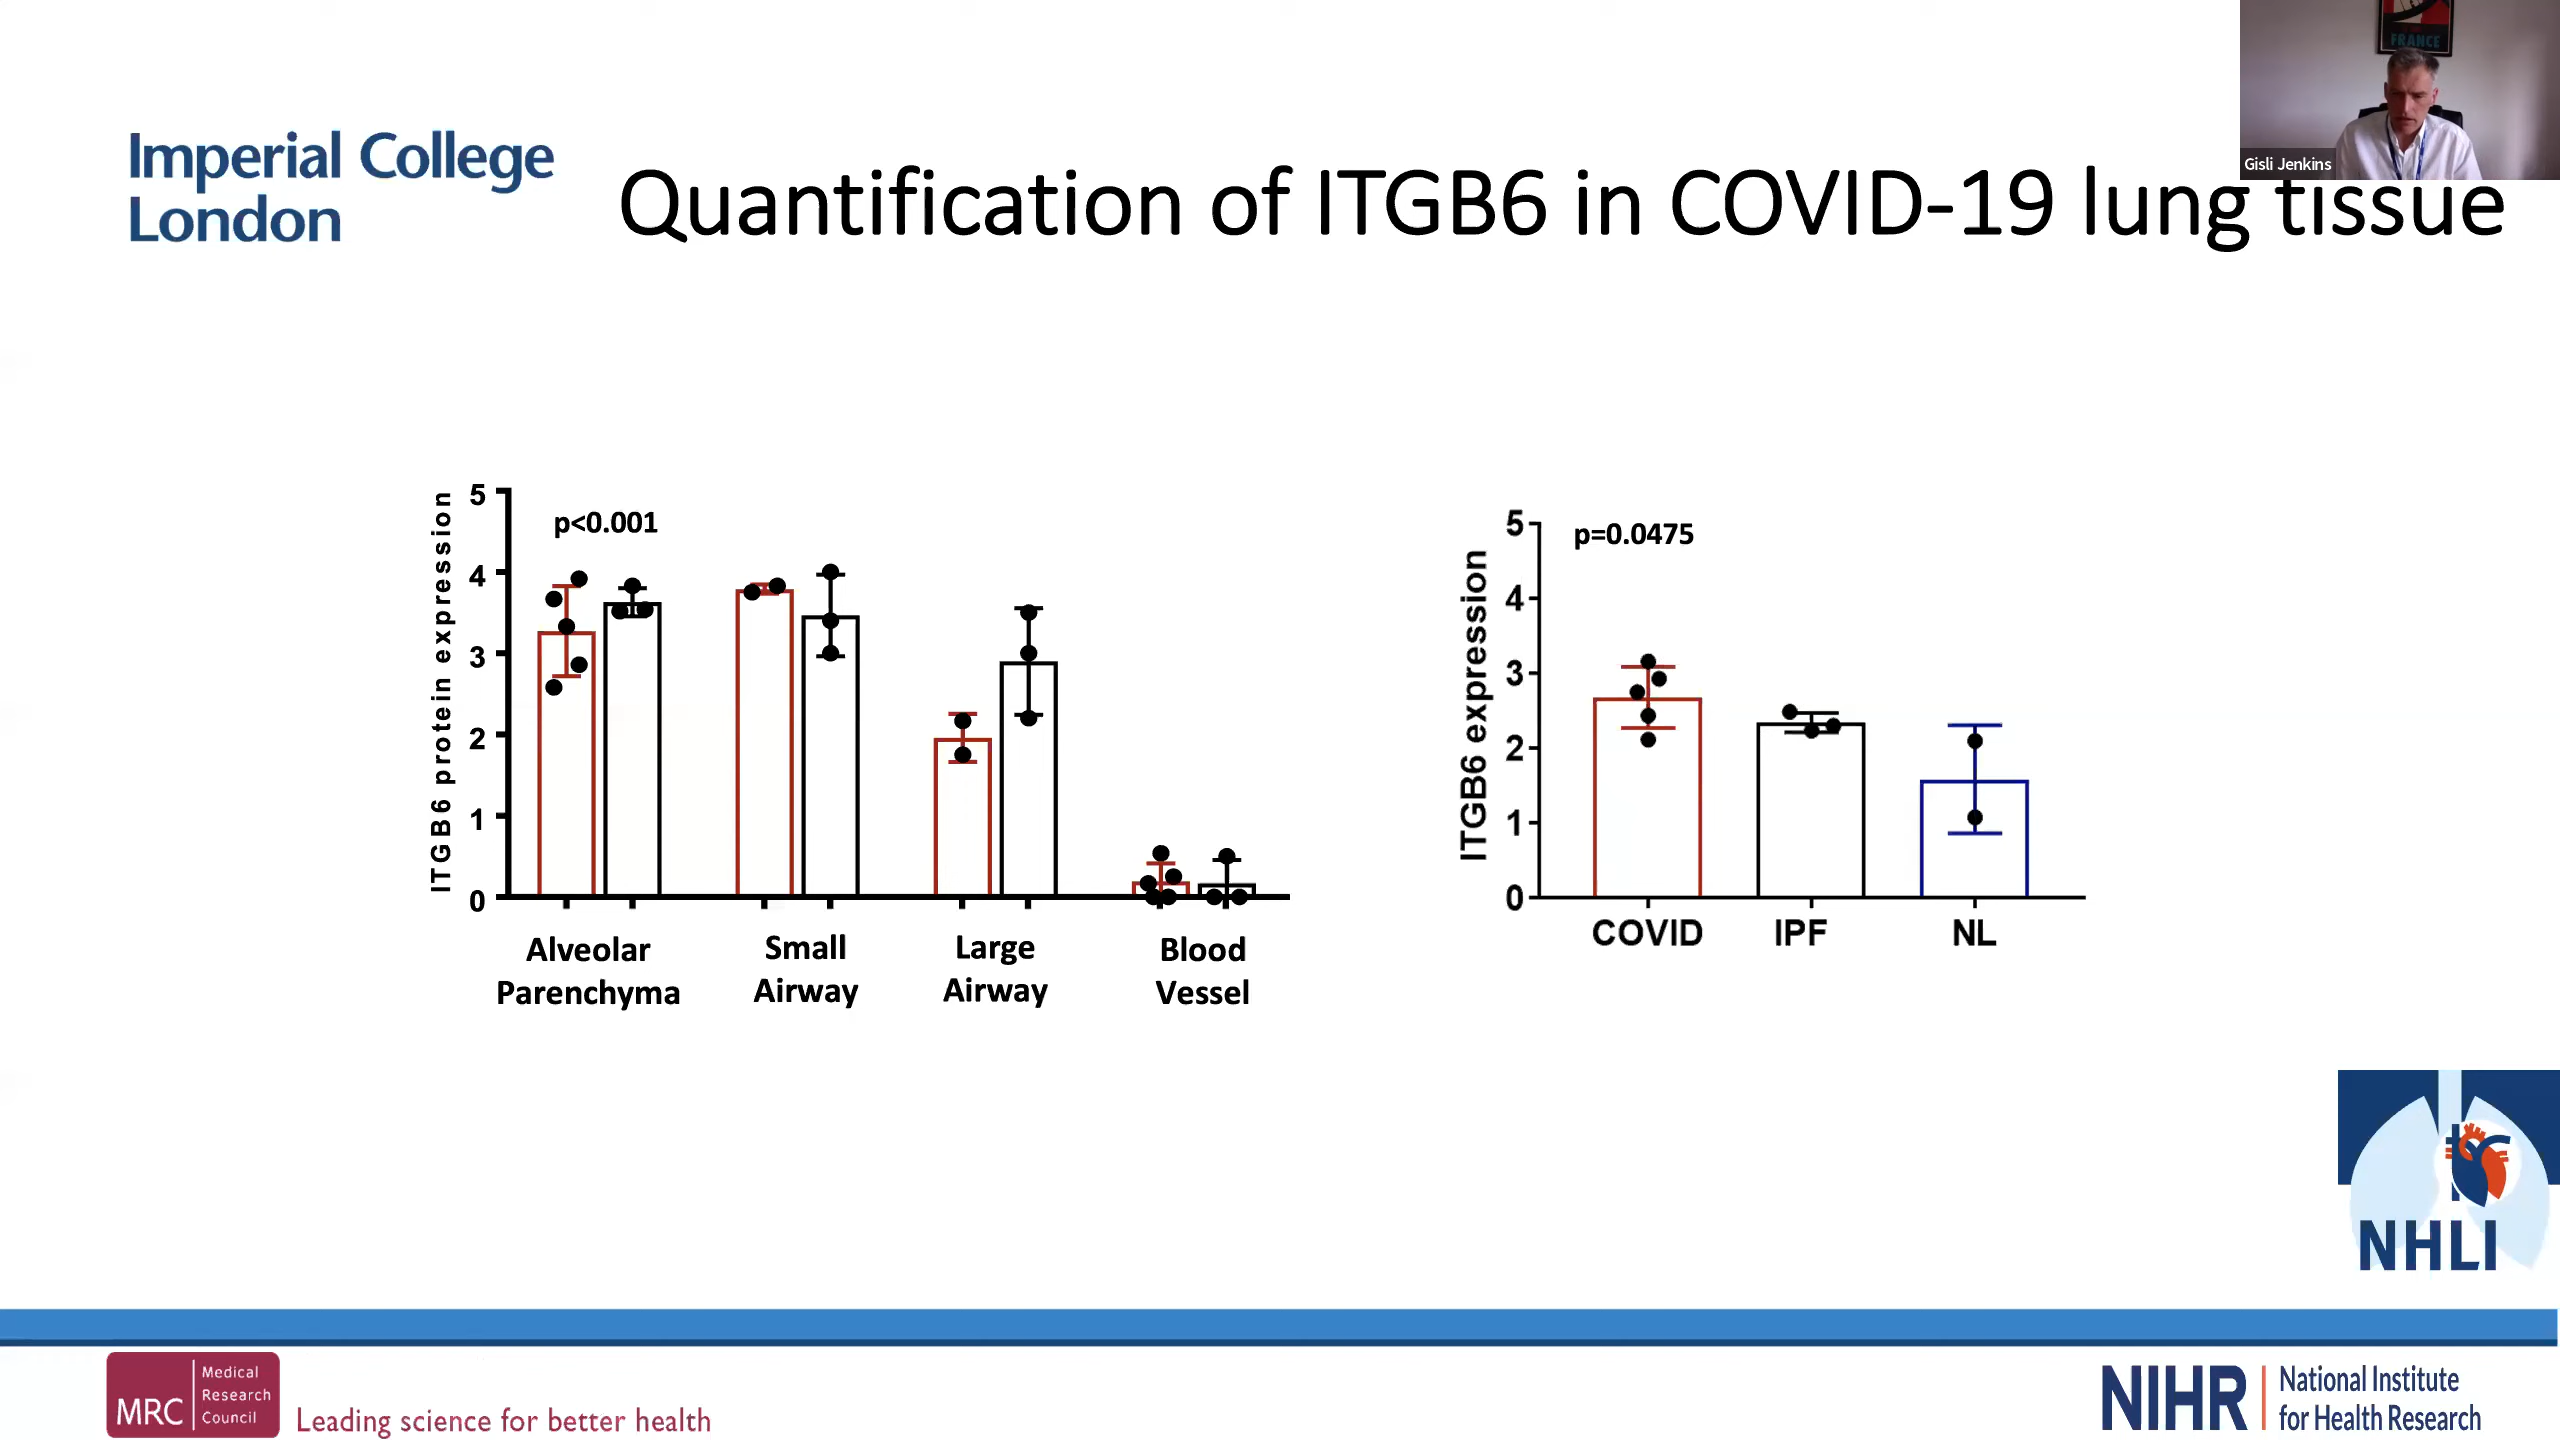 FRANCE
Gisli Jenkins
Imperial College
London
Quantification of ITGB6 in COVID-19 lung tissue
ITGB6 protein expression
5
4
3
2
1
0
p<0.001
Alveolar
Parenchyma
Small
Airway
Large
Airway
Blood
Vessel
ITGB6 expression
5
4
3
2
1
0
p=0.0475
COVID
IPF
NL
NHLI
MRC
Medical
Research
Council
Leading science for better health
NIHR
National Institute
for Health Research